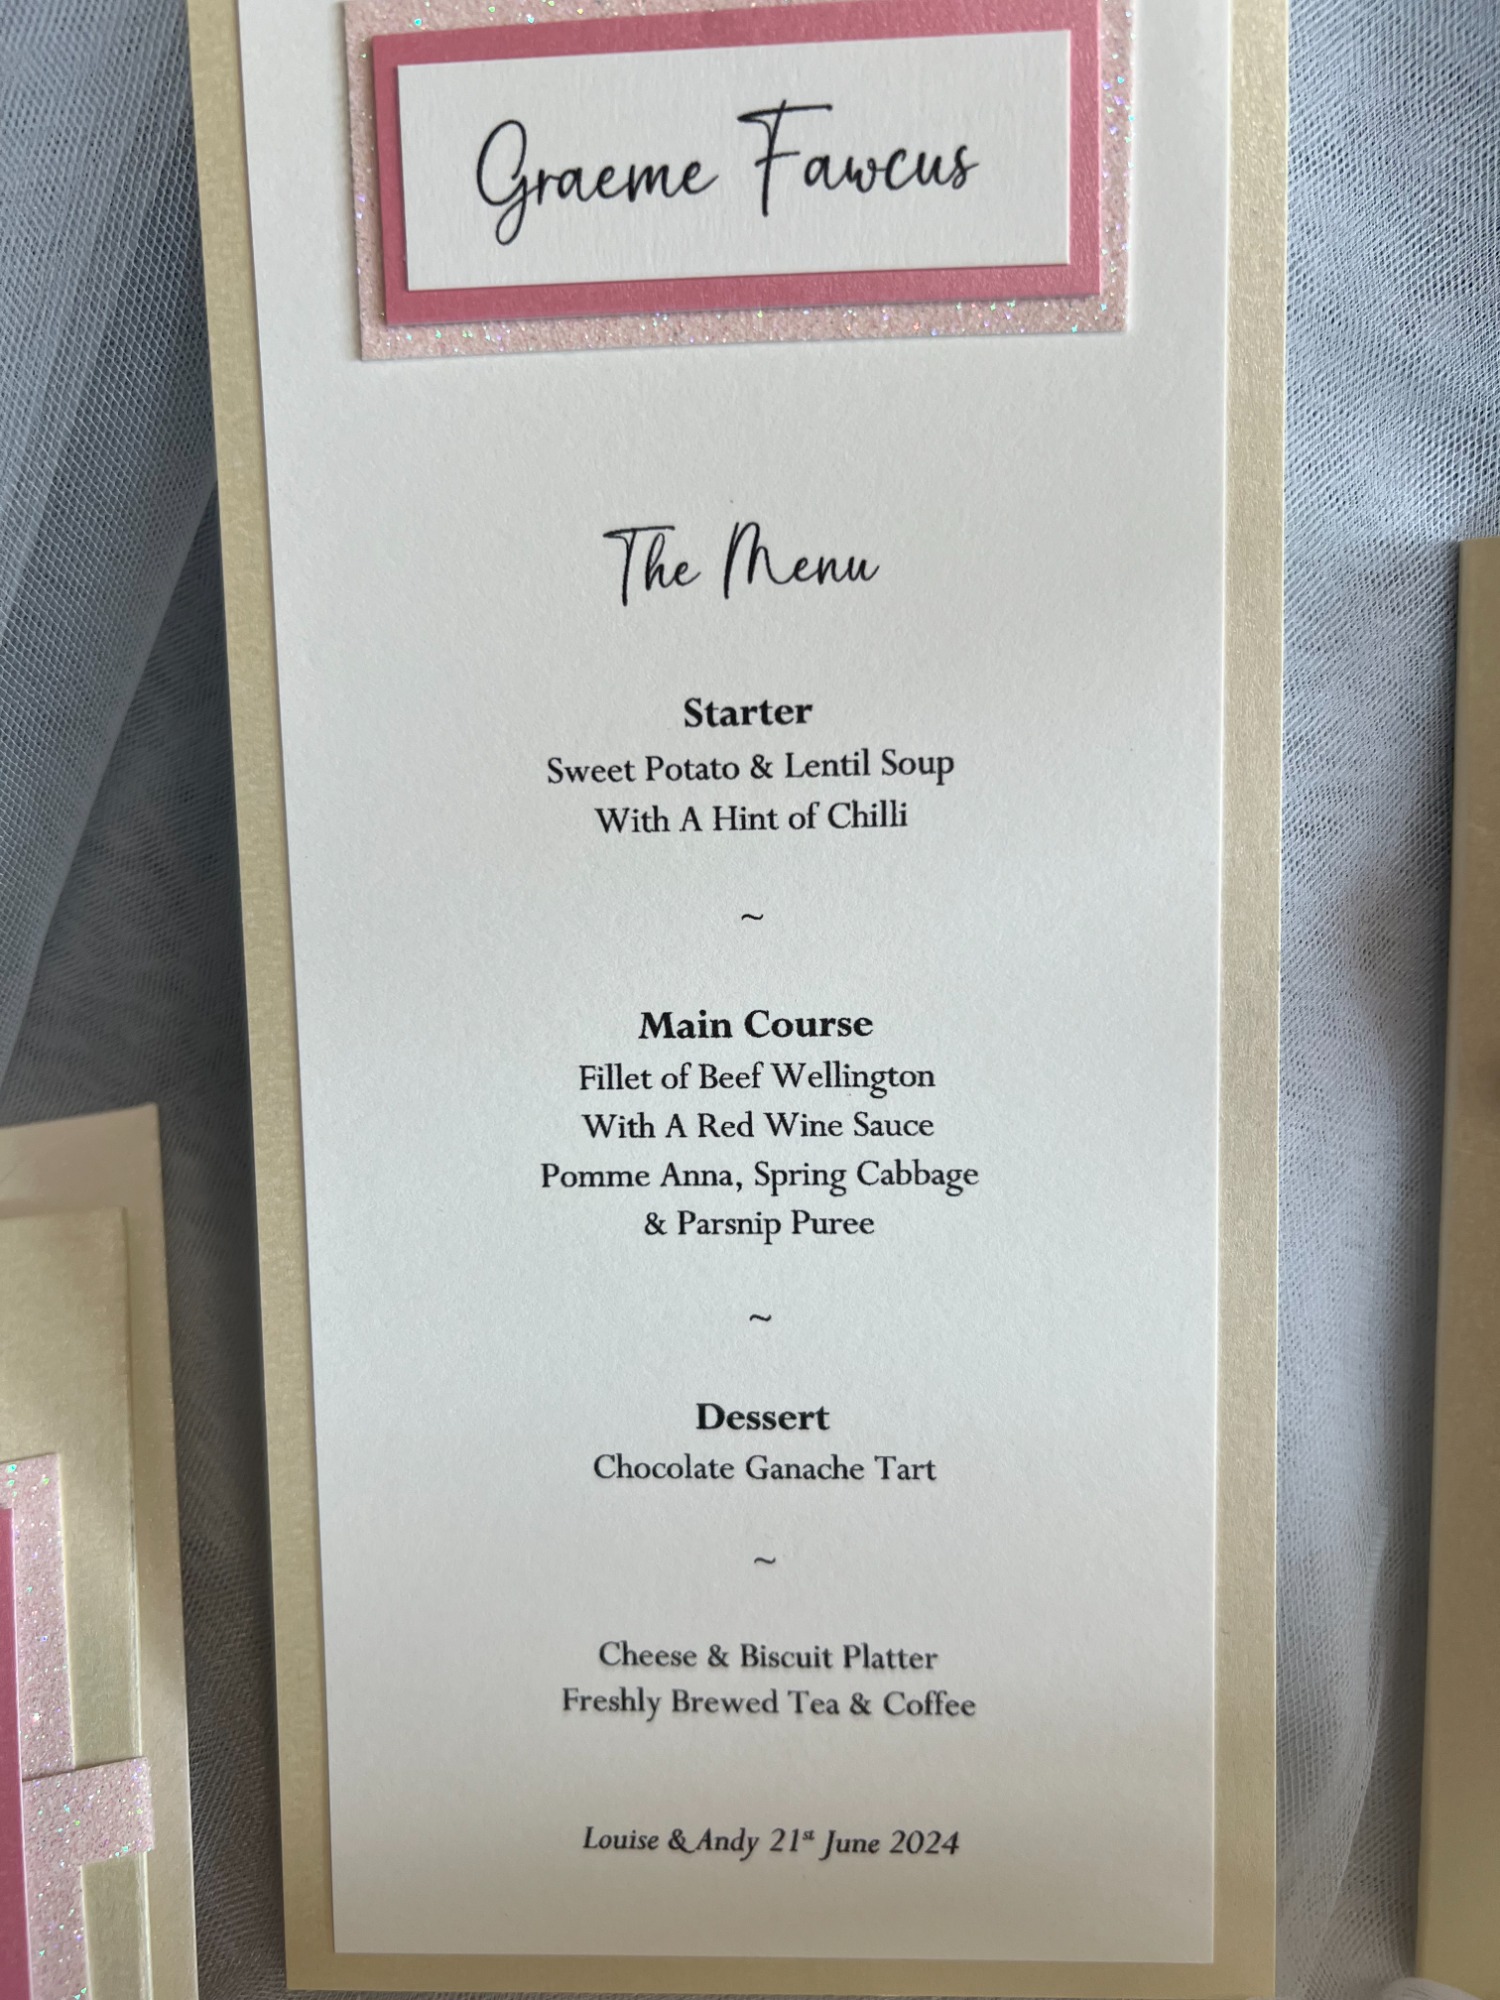 Graeme Fawcus
The Menu
Starter
Sweet Potato & Lentil Soup
With A Hint of Chilli
~
Main Course
Fillet of Beef Wellington
With A Red Wine Sauce
Pomme Anna, Spring Cabbage
& Parsnip Puree
~
Dessert
Chocolate Ganache Tart
~
Cheese & Biscuit Platter
Freshly Brewed Tea & Coffee
Louise & Andy 21st June 2024